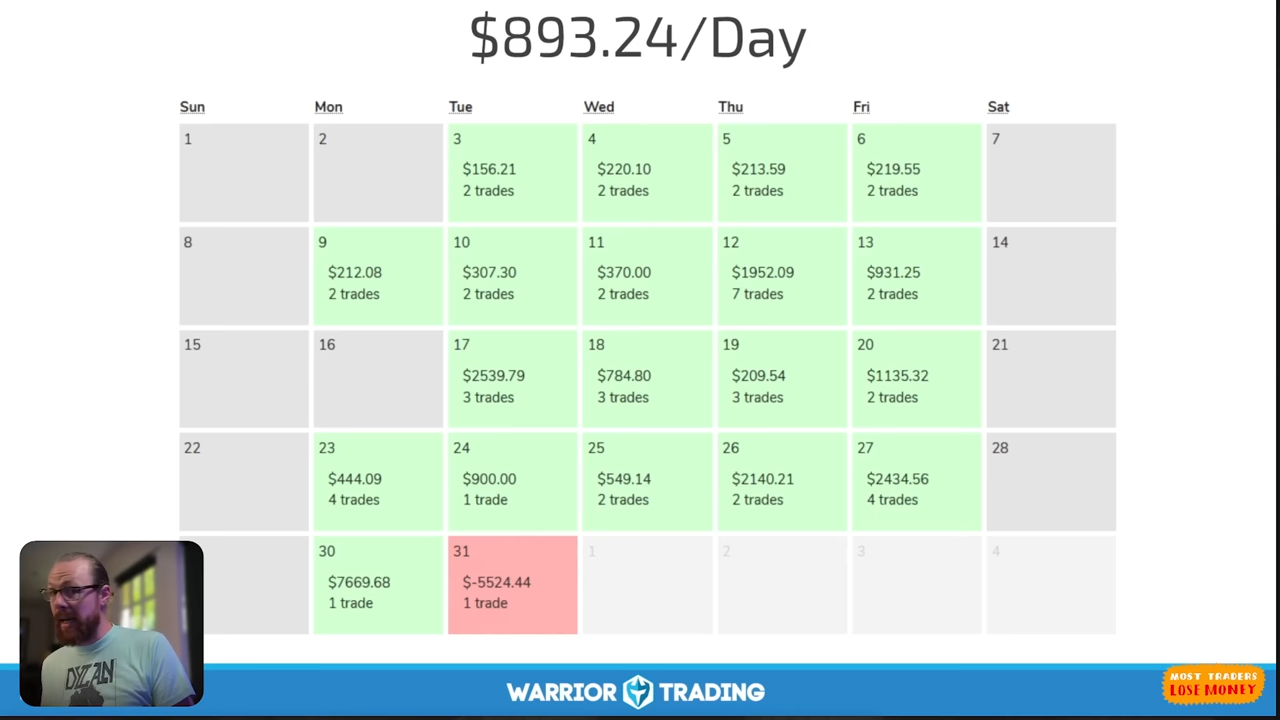 $893.24/Day
Sun Mon Tue Wed Thu Fri Sat
1 2 3 4 5 6 7
$156.21 $220.10 $213.59 $219.55
2 trades 2 trades 2 trades 2 trades
8 9 10 11 12 13 14
$212.08 $307.30 $370.00 $1952.09 $931.25
2 trades 2 trades 2 trades 7 trades 2 trades
15 16 17 18 19 20 21
$2539.79 $784.80 $209.54 $1135.32
3 trades 3 trades 3 trades 2 trades
22 23 24 25 26 27 28
$444.09 $900.00 $549.14 $2140.21 $2434.56
4 trades 1 trade 2 trades 2 trades 4 trades
30 31 1 2 3 4
$7669.68 $-5524.44
1 trade 1 trade
DYLAN
WARRIOR TRADING
MOST TRADERS
LOSE MONEY